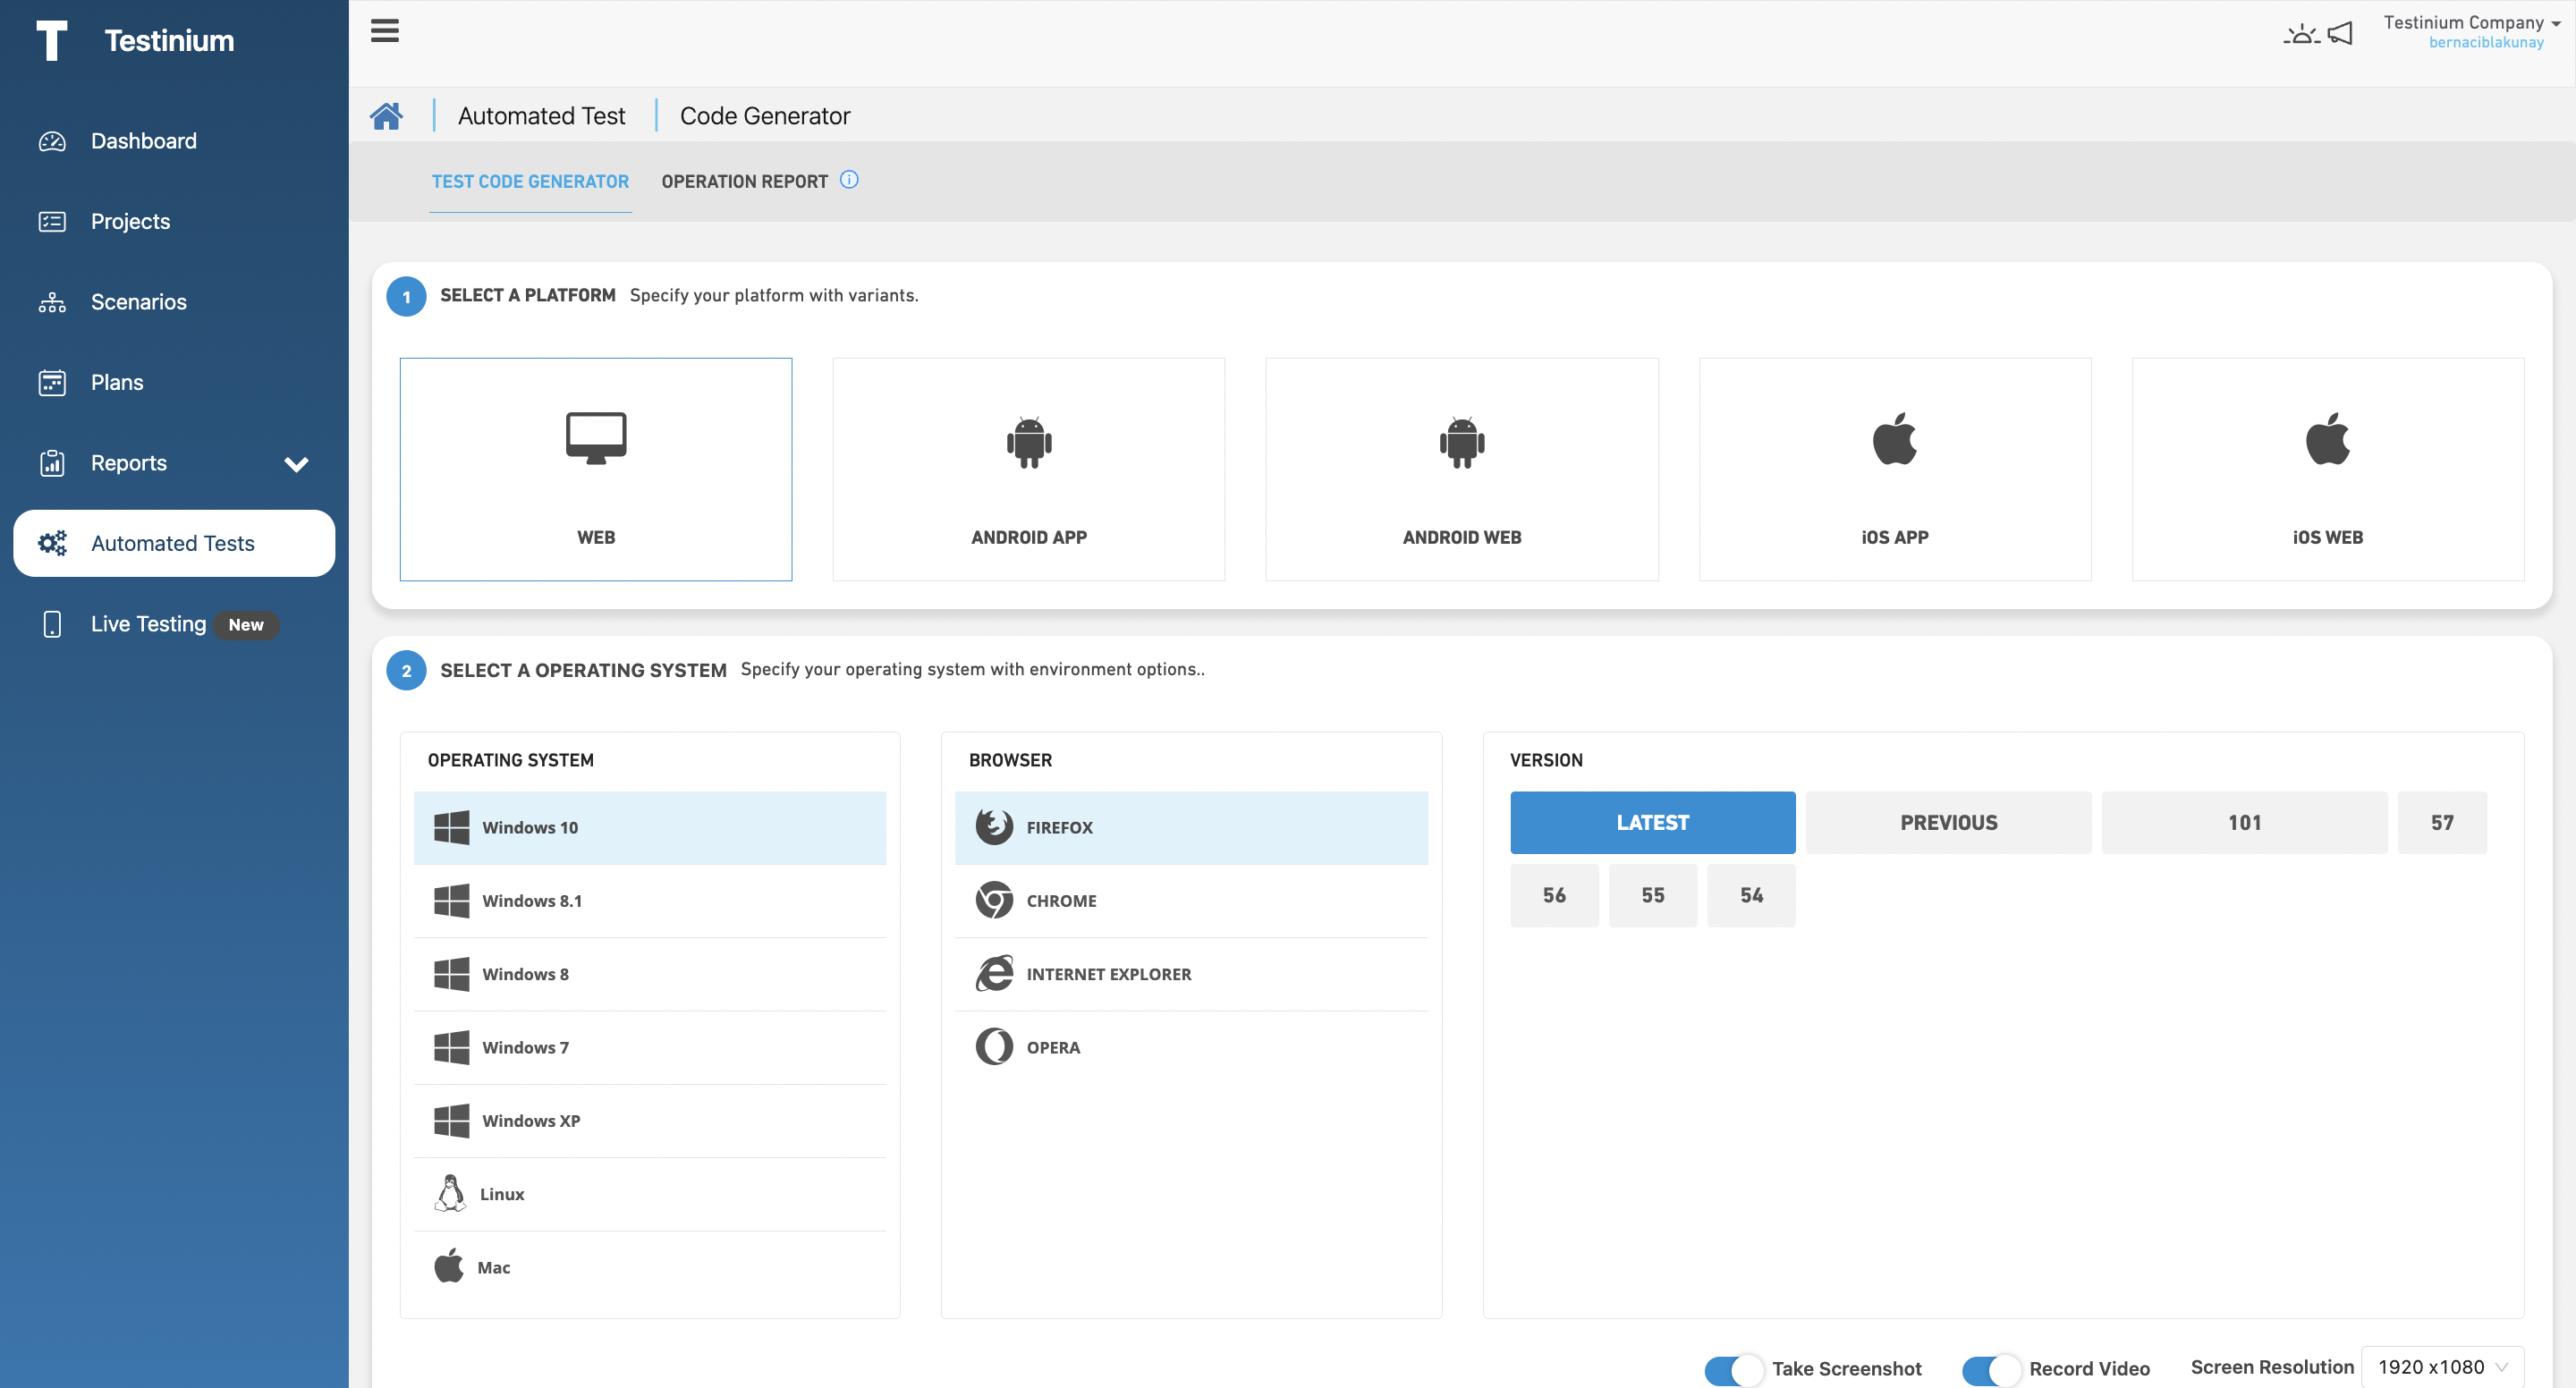 Testinium
Dashboard
Projects
Scenarios
Plans
Reports
Automated Tests
Live Testing New
Testinium Company
bernaciblakunay
Automated Test
Code Generator
TEST CODE GENERATOR
OPERATION REPORT
1 SELECT A PLATFORM Specify your platform with variants.
WEB
ANDROID APP
ANDROID WEB
iOS APP
iOS WEB
2 SELECT A OPERATING SYSTEM Specify your operating system with environment options..
OPERATING SYSTEM
Windows 10
Windows 8.1
Windows 8
Windows 7
Windows XP
Linux
Mac
BROWSER
FIREFOX
CHROME
INTERNET EXPLORER
OPERA
VERSION
LATEST PREVIOUS 101 57
56 55 54
Take Screenshot Record Video Screen Resolution 1920 x1080